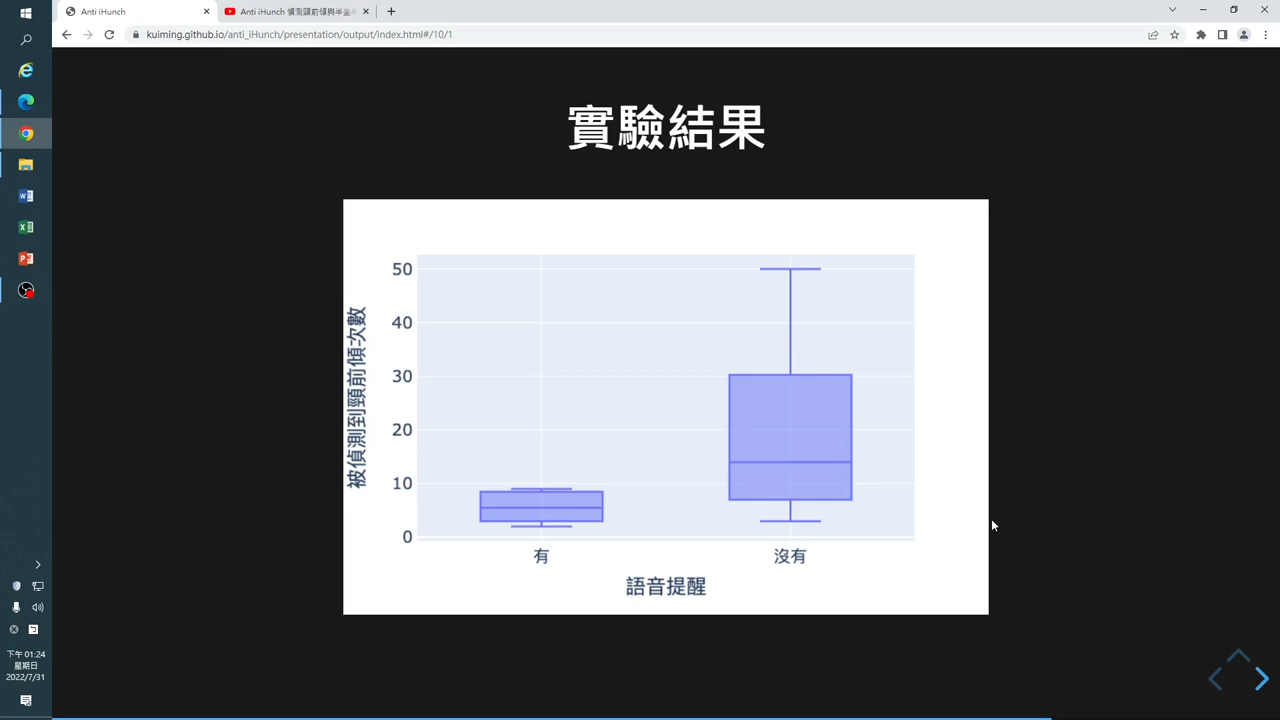 Anti iHunch
Anti iHunch 偵測頭前傾與半坐
kuiming.github.io/anti_iHunch/presentation/output/index.html#/10/1
實驗結果
被偵測到頸前傾次數
50
40
30
20
10
0
有
沒有
語音提醒
下午 01:24
星期日
2022/7/31